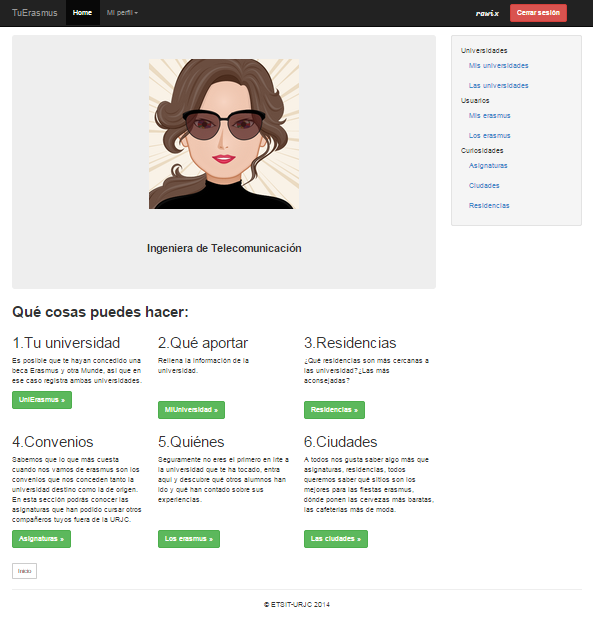 TuErasmus Home Mi perfil rawix Cerrar sesión
Ingeniera de Telecomunicación
Universidades
Mis universidades
Las universidades
Usuarios
Mis erasmus
Los erasmus
Curiosidades
Asignaturas
Ciudades
Residencias
Qué cosas puedes hacer:
1.Tu universidad
Es posible que te hayan concedido una
beca Erasmus y otra Munde, así que en
ese caso registra ambas universidades.
UniErasmus »
2.Qué aportar
Rellena la información de la
universidad.
MiUniversidad »
3.Residencias
¿Qué residencias son más cercanas a
las universidad?¿Las más
aconsejadas?
Residencias »
4.Convenios
Sabemos que lo que más cuesta
cuando nos vamos de erasmus son los
convenios que nos conceden tanto la
universidad destino como la de origen.
En esta sección podrás conocer las
asignaturas que han podido cursar otros
compañeros tuyos fuera de la URJC.
Asignaturas »
5.Quiénes
Seguramente no eres el primero en irte a
la universidad que te ha tocado, entra
aquí y descubre qué otros alumnos han
ido y qué han contado sobre sus
experiencias.
Los erasmus »
6.Ciudades
A todos nos gusta saber algo más que
asignaturas, residencias, todos
queremos saber qué sitios son los
mejores para las fiestas erasmus,
dónde ponen las cervezas más baratas,
las cafeterías más de moda.
Las ciudades »
Inicio
© ETSIT-URJC 2014